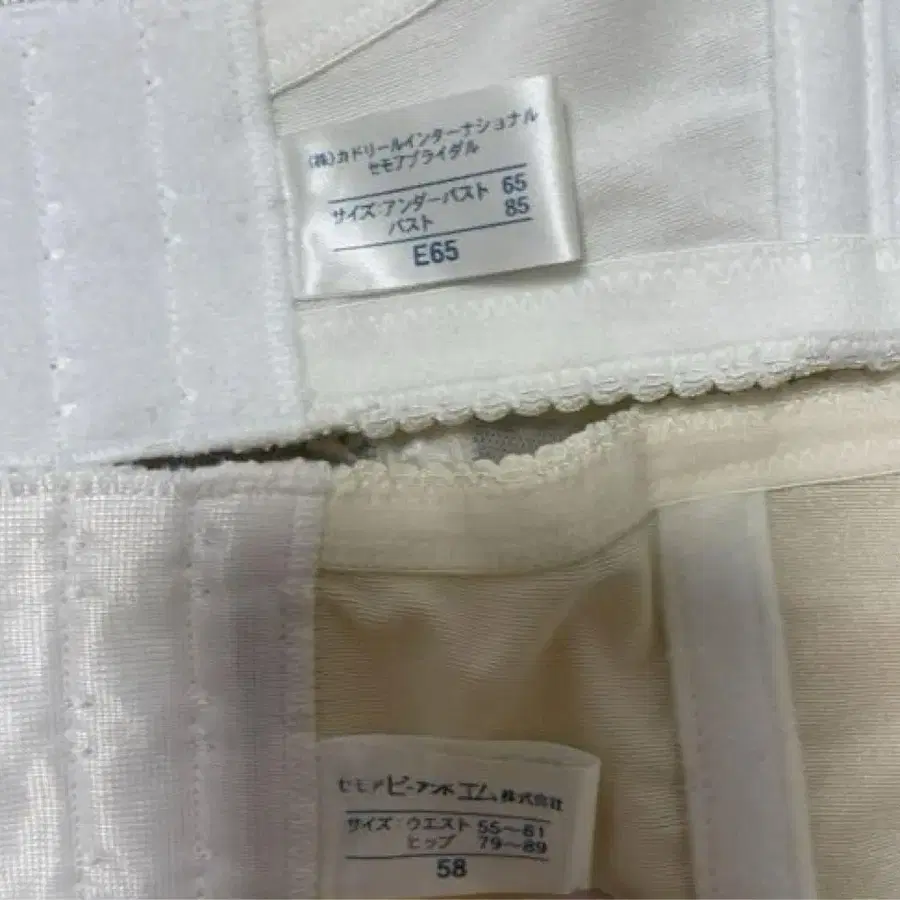 (株)カドリールインターナショナル
セモアブライダル
サイズ:アンダーバスト 65
バスト 85
E65
セモア ビーアンド エム株式会社
サイズ:ウエスト 55〜61
ヒップ 79〜89
58